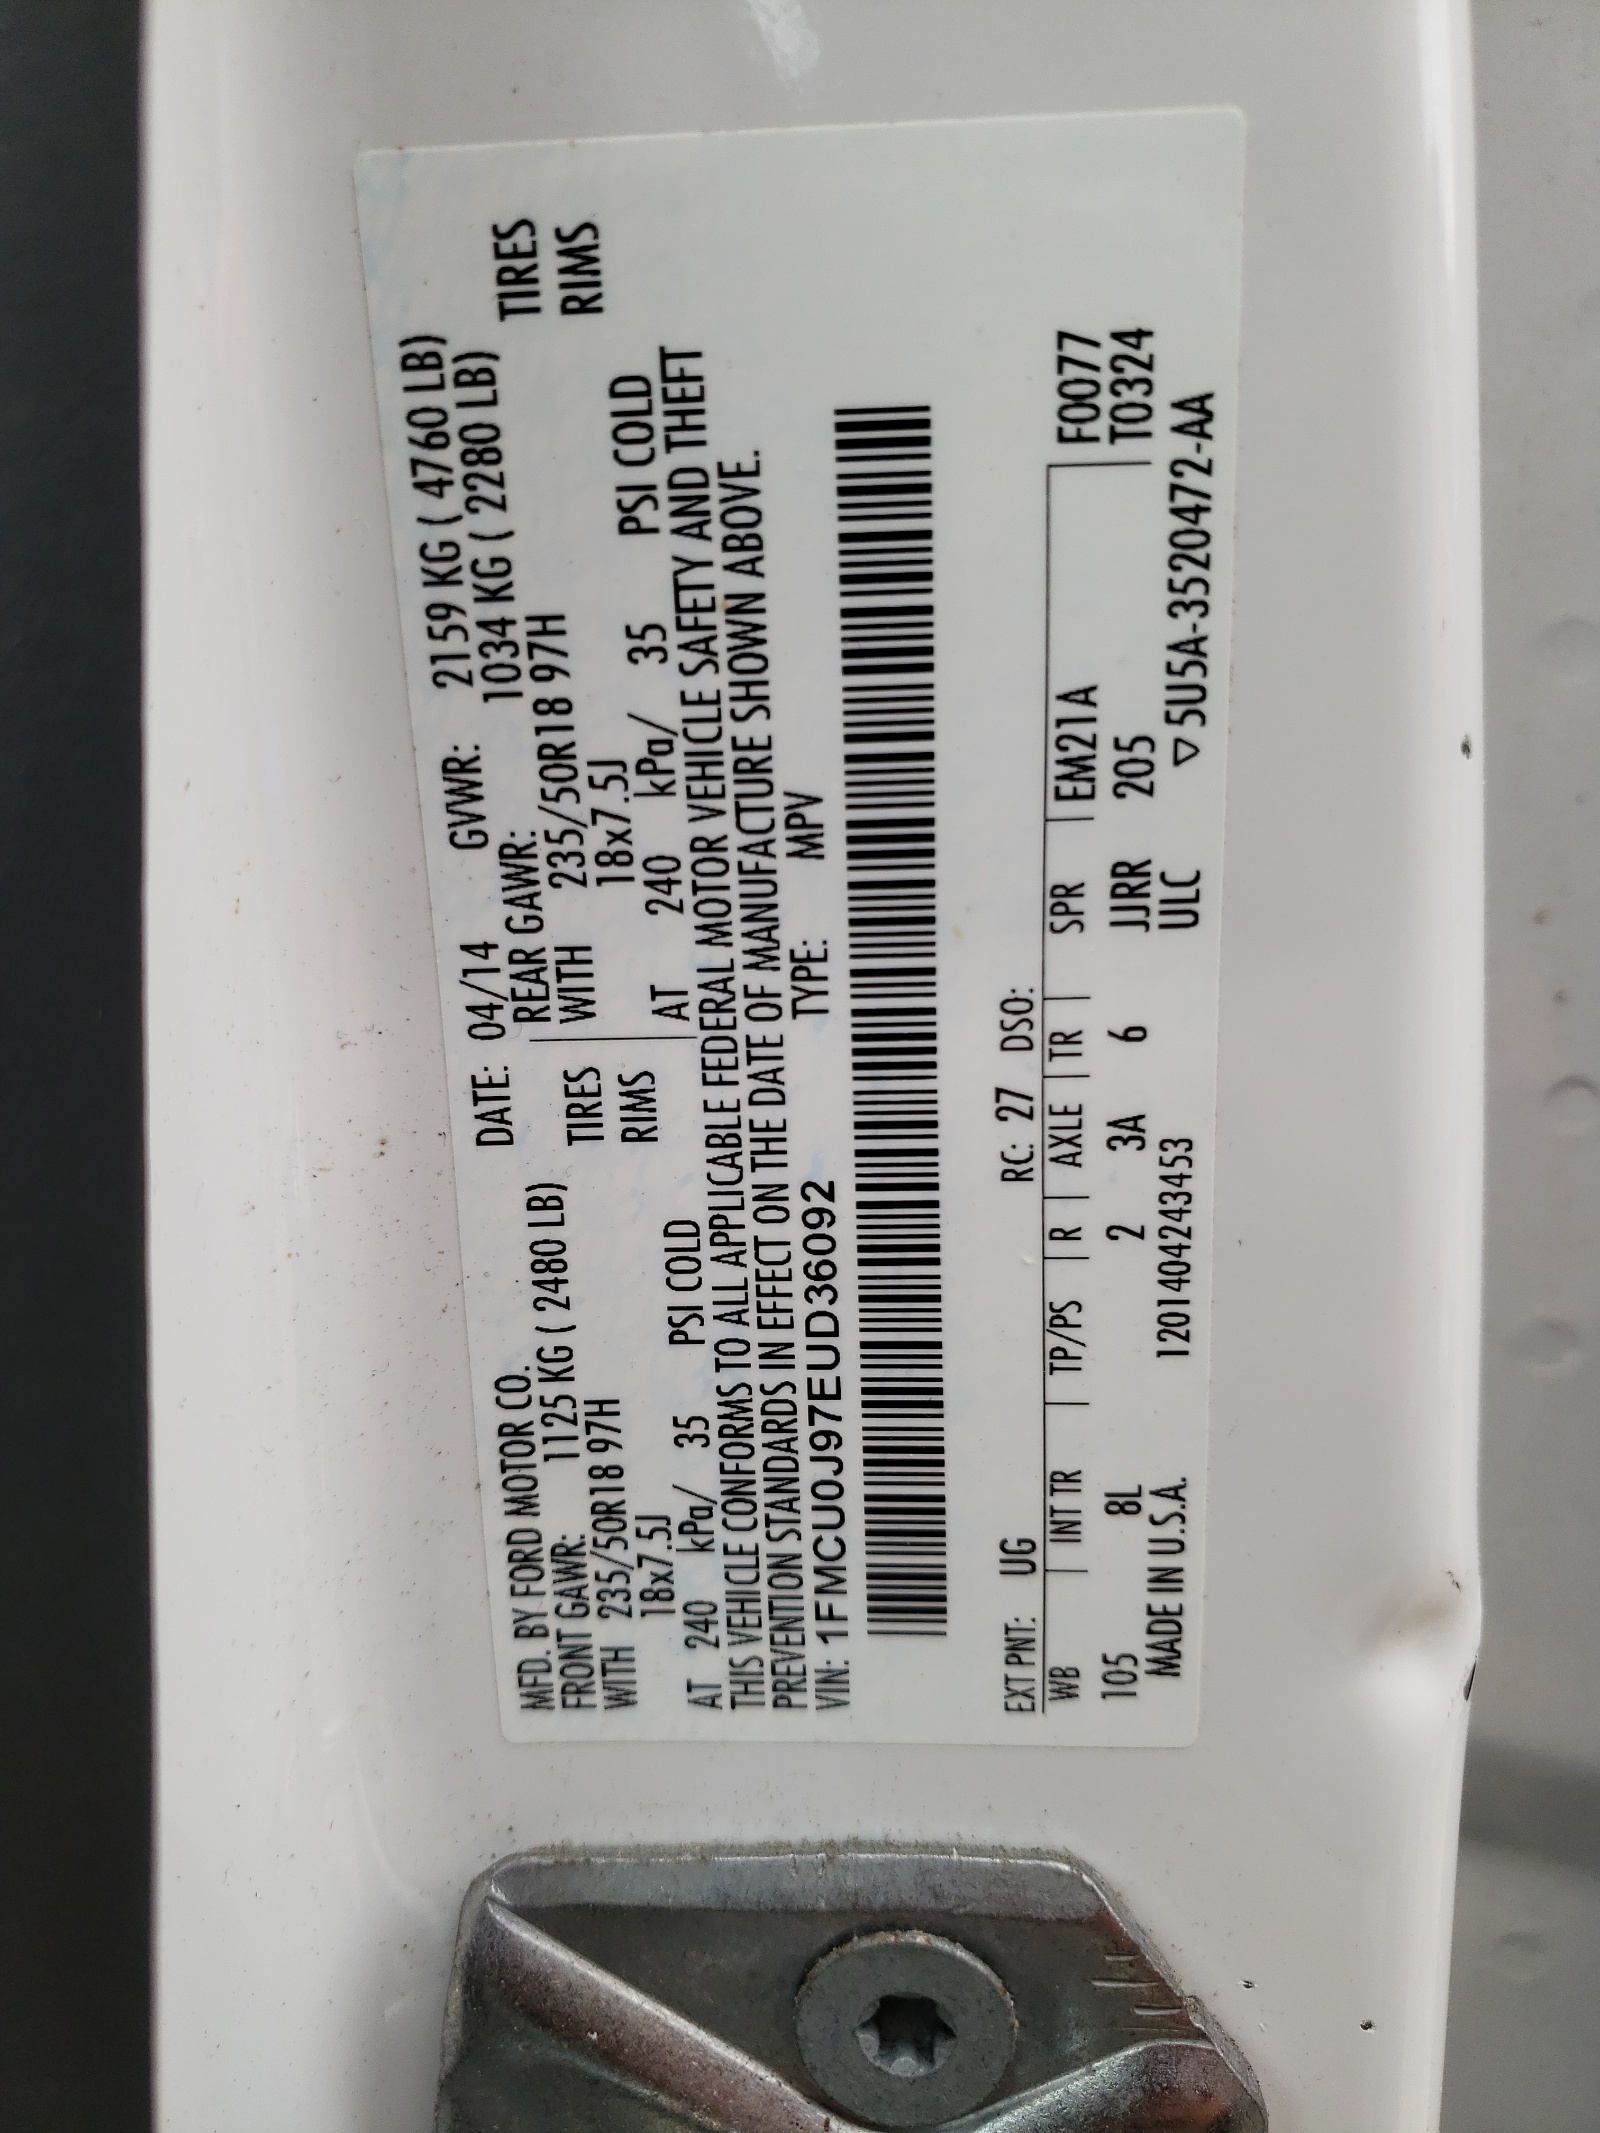 MFD. BY FORD MOTOR CO. DATE: 04/14 GVWR: 2159 KG ( 4760 LB)
FRONT GAWR: 1125 KG ( 2480 LB) REAR GAWR: 1034 KG ( 2280 LB)
WITH 235/50R18 97H TIRES WITH 235/50R18 97H TIRES
18x7.5J RIMS 18x7.5J RIMS
AT 240 kPa/ 35 PSI COLD AT 240 kPa/ 35 PSI COLD
THIS VEHICLE CONFORMS TO ALL APPLICABLE FEDERAL MOTOR VEHICLE SAFETY AND THEFT
PREVENTION STANDARDS IN EFFECT ON THE DATE OF MANUFACTURE SHOWN ABOVE.
VIN: 1FMCU0J97EUD36092 TYPE: MPV
EXT PNT: UG RC: 27 DSO: F0077
WB INT TR TP/PS R AXLE TR SPR EM21A T0324
105 8L 2 3A 6 JJRR 205
MADE IN U.S.A. 1201404243453 ULC ▽5U5A-3520472-AA